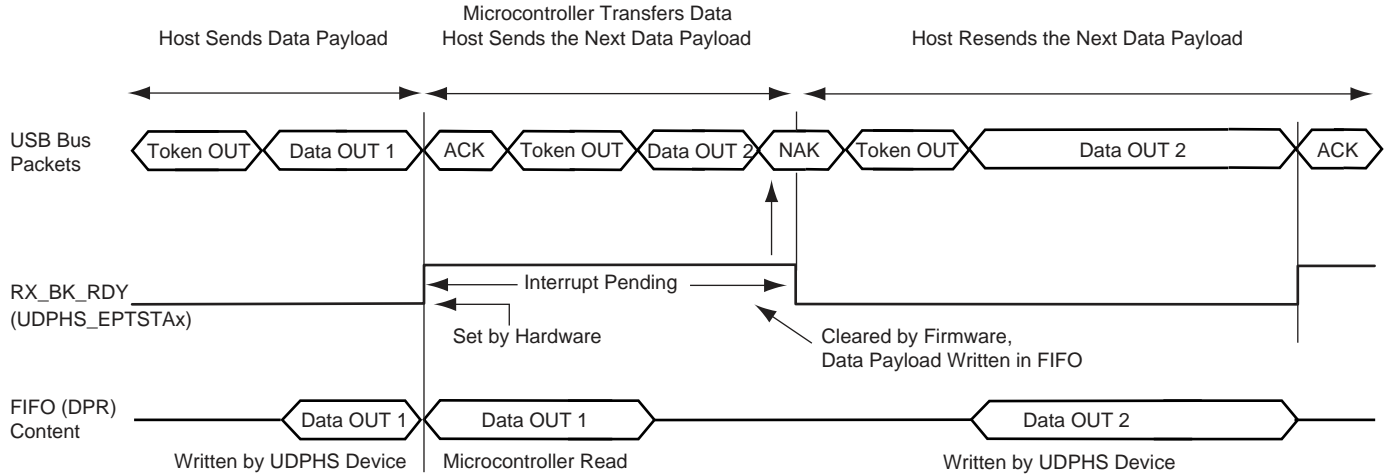 Microcontroller Transfers Data
Host Sends Data Payload
Host Sends the Next Data Payload
Host Resends the Next Data Payload
USB Bus
Packets
Token OUT
Data OUT 1
ACK
Token OUT
Data OUT 2
NAK
Token OUT
Data OUT 2
ACK
RX_BK_RDY
(UDPHS_EPTSTAx)
Interrupt Pending
Set by Hardware
Cleared by Firmware,
Data Payload Written in FIFO
FIFO (DPR)
Content
Data OUT 1
Data OUT 1
Data OUT 2
Written by UDPHS Device
Microcontroller Read
Written by UDPHS Device